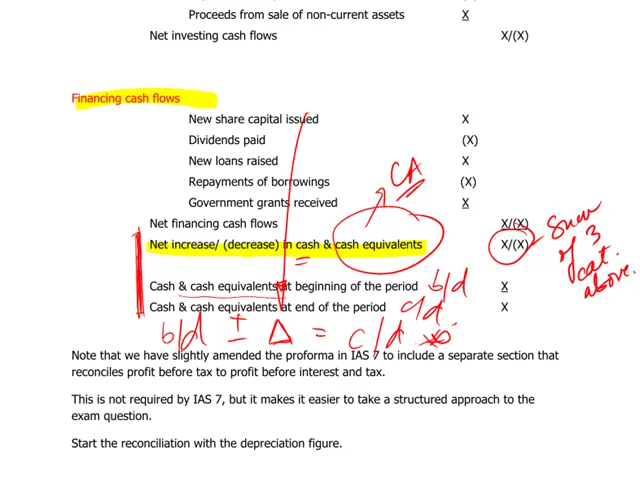 Proceeds from sale of non-current assets X
Net investing cash flows X/(X)
Financing cash flows
New share capital issued X
Dividends paid (X)
New loans raised X
Repayments of borrowings (X)
Government grants received X
CA
Net financing cash flows X/(X)
Net increase/ (decrease) in cash & cash equivalents X/(X)
Sum
of 3
cat.
above.
=
Cash & cash equivalents at beginning of the period b/d X
Cash & cash equivalents at end of the period c/d X
b/d ± Δ = c/d
Note that we have slightly amended the proforma in IAS 7 to include a separate section that
reconciles profit before tax to profit before interest and tax.
This is not required by IAS 7, but it makes it easier to take a structured approach to the
exam question.
Start the reconciliation with the depreciation figure.